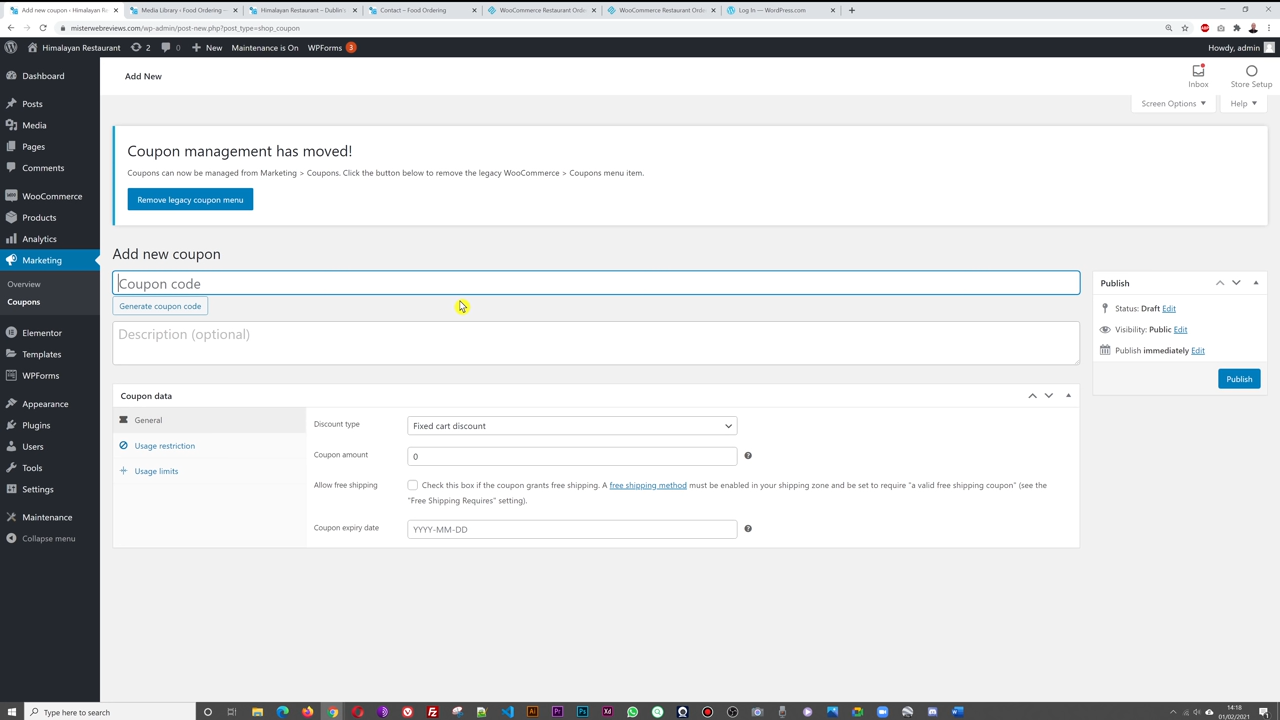 Add new coupon - Himalayan Re
Media Library - Food Ordering —
Himalayan Restaurant – Dublin's
Contact – Food Ordering
WooCommerce Restaurant Orde
WooCommerce Restaurant Orde
Log In — WordPress.com
misterwebreviews.com/wp-admin/post-new.php?post_type=shop_coupon
Himalayan Restaurant 2 0 New Maintenance is On WPForms 3 Howdy, admin
Dashboard
Posts
Media
Pages
Comments
WooCommerce
Products
Analytics
Marketing
Overview
Coupons
Elementor
Templates
WPForms
Appearance
Plugins
Users
Tools
Settings
Maintenance
Collapse menu
Add New
Inbox
Store Setup
Screen Options
Help
Coupon management has moved!
Coupons can now be managed from Marketing > Coupons. Click the button below to remove the legacy WooCommerce > Coupons menu item.
Remove legacy coupon menu
Add new coupon
Coupon code
Generate coupon code
Description (optional)
Coupon data
General
Usage restriction
Usage limits
Discount type Fixed cart discount
Coupon amount 0
Allow free shipping Check this box if the coupon grants free shipping. A free shipping method must be enabled in your shipping zone and be set to require "a valid free shipping coupon" (see the
"Free Shipping Requires" setting).
Coupon expiry date YYYY-MM-DD
Publish
Status: Draft Edit
Visibility: Public Edit
Publish immediately Edit
Publish
Type here to search
14:18
01/02/2021